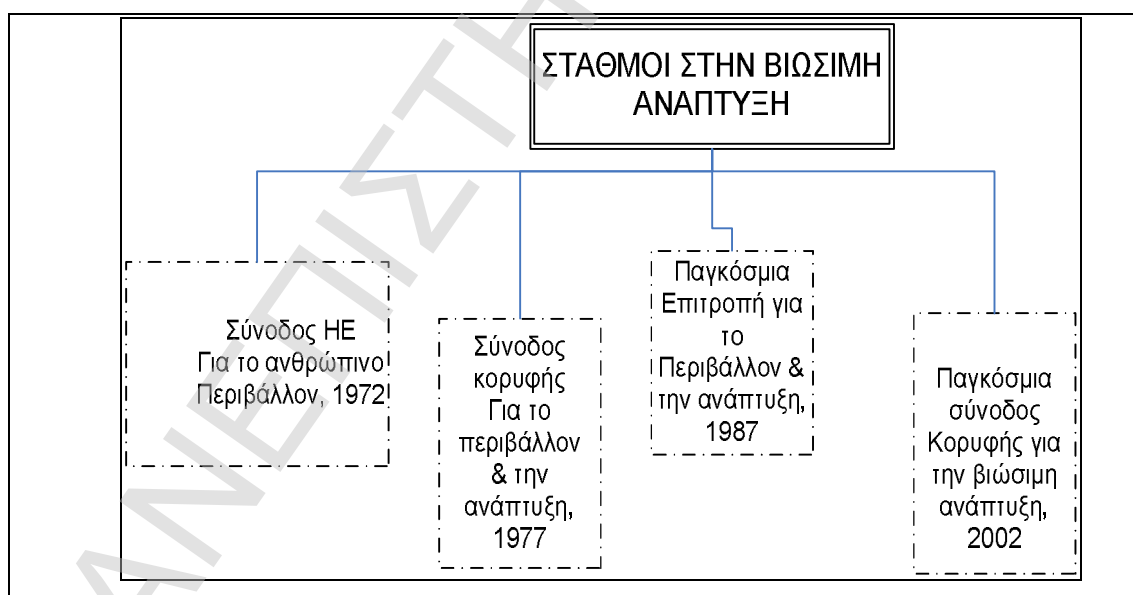 ΣΤΑΘΜΟΙ ΣΤΗΝ ΒΙΩΣΙΜΗ
ΑΝΑΠΤΥΞΗ
Σύνοδος ΗΕ
Για το ανθρώπινο
Περιβάλλον, 1972
Σύνοδος
κορυφής
Για το
περιβάλλον
& την
ανάπτυξη,
1977
Παγκόσμια
Επιτροπή για
το
Περιβάλλον &
την ανάπτυξη,
1987
Παγκόσμια
σύνοδος
Κορυφής για
την βιώσιμη
ανάπτυξη,
2002